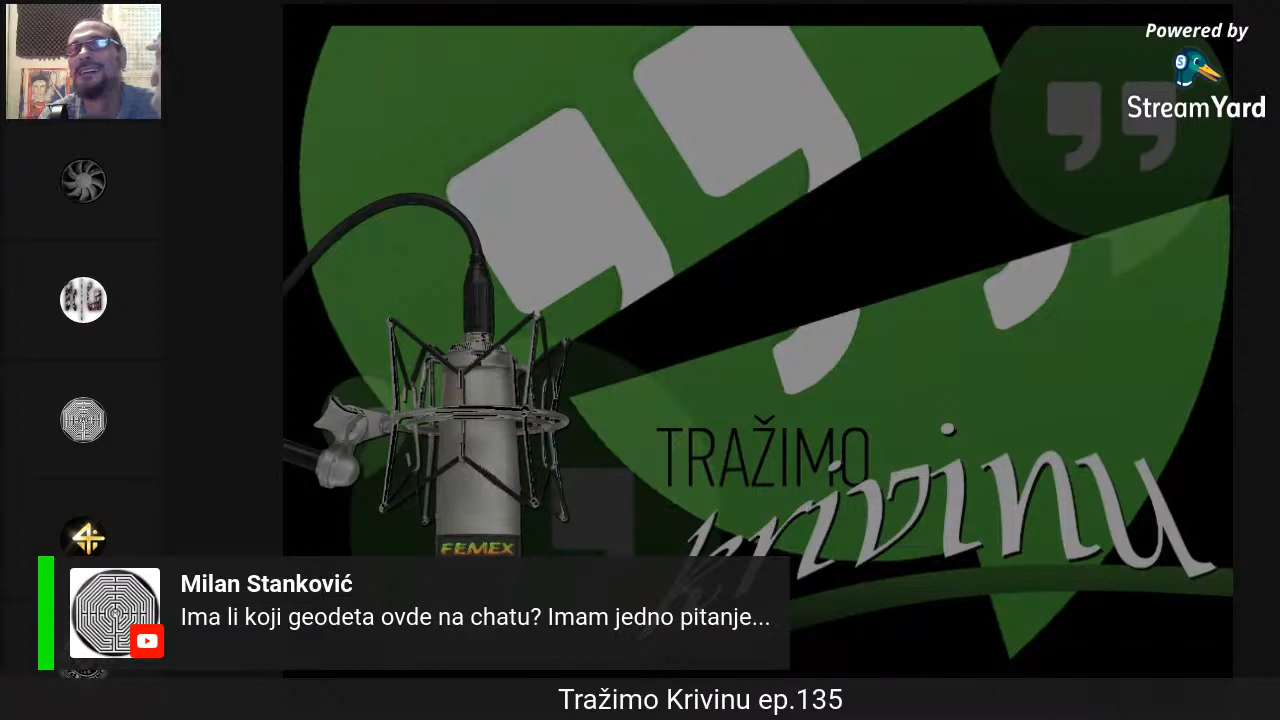 Powered by
StreamYard
TRAŽIMO
krivinu
FEMEX
Milan Stanković
Ima li koji geodeta ovde na chatu? Imam jedno pitanje...
Tražimo Krivinu ep.135